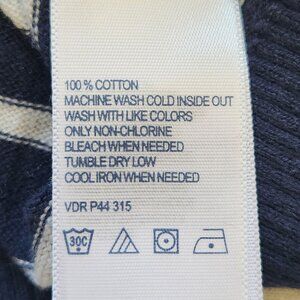 100 % COTTON
MACHINE WASH COLD INSIDE OUT
WASH WITH LIKE COLORS
ONLY NON-CHLORINE
BLEACH WHEN NEEDED
TUMBLE DRY LOW
COOL IRON WHEN NEEDED
VDR P44 315
30C